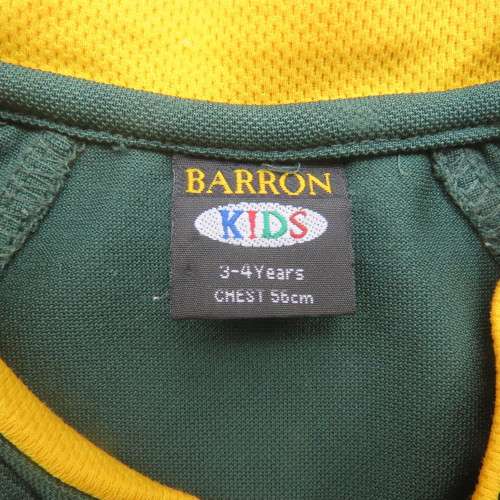 BARRON
KIDS
3-4Years
CHEST 56cm